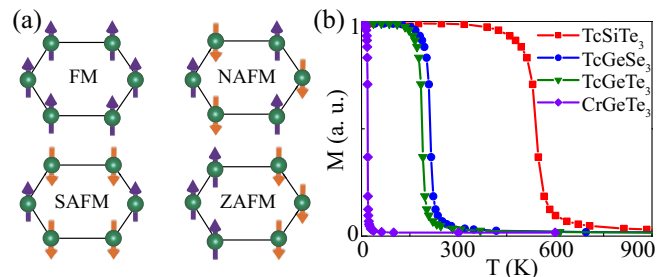 (a)
FM
NAFM
SAFM
ZAFM
(b)
M (a. u.)
1
0
TcSiTe3
TcGeSe3
TcGeTe3
CrGeTe3
0 300 600 900
T (K)